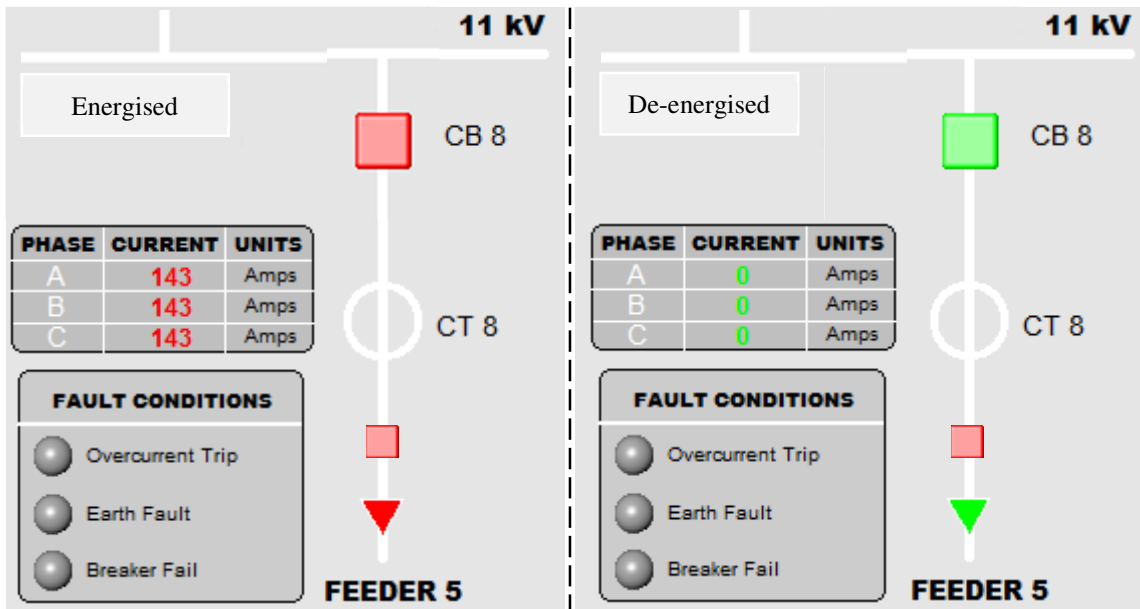 11 kV
Energised
CB 8
PHASE CURRENT UNITS
A 143 Amps
B 143 Amps
C 143 Amps
CT 8
FAULT CONDITIONS
Overcurrent Trip
Earth Fault
Breaker Fail
FEEDER 5
11 kV
De-energised
CB 8
PHASE CURRENT UNITS
A 0 Amps
B 0 Amps
C 0 Amps
CT 8
FAULT CONDITIONS
Overcurrent Trip
Earth Fault
Breaker Fail
FEEDER 5